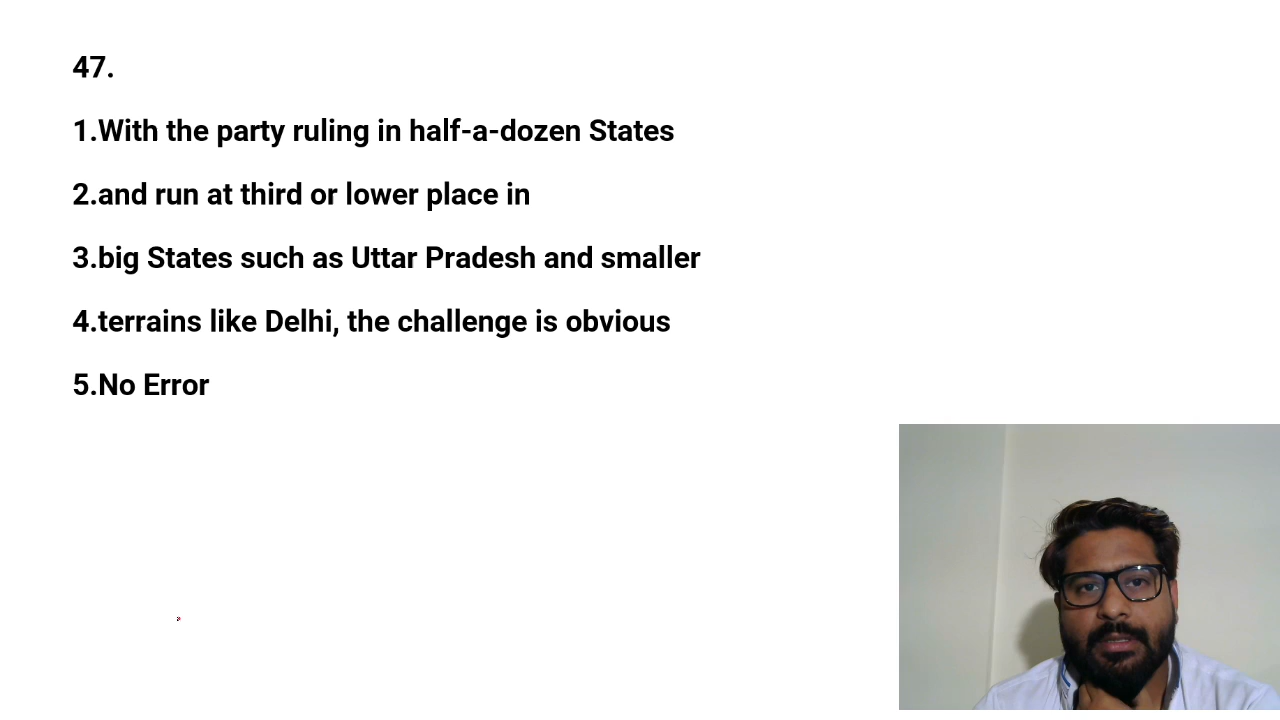 47.
1.With the party ruling in half-a-dozen States
2.and run at third or lower place in
3.big States such as Uttar Pradesh and smaller
4.terrains like Delhi, the challenge is obvious
5.No Error